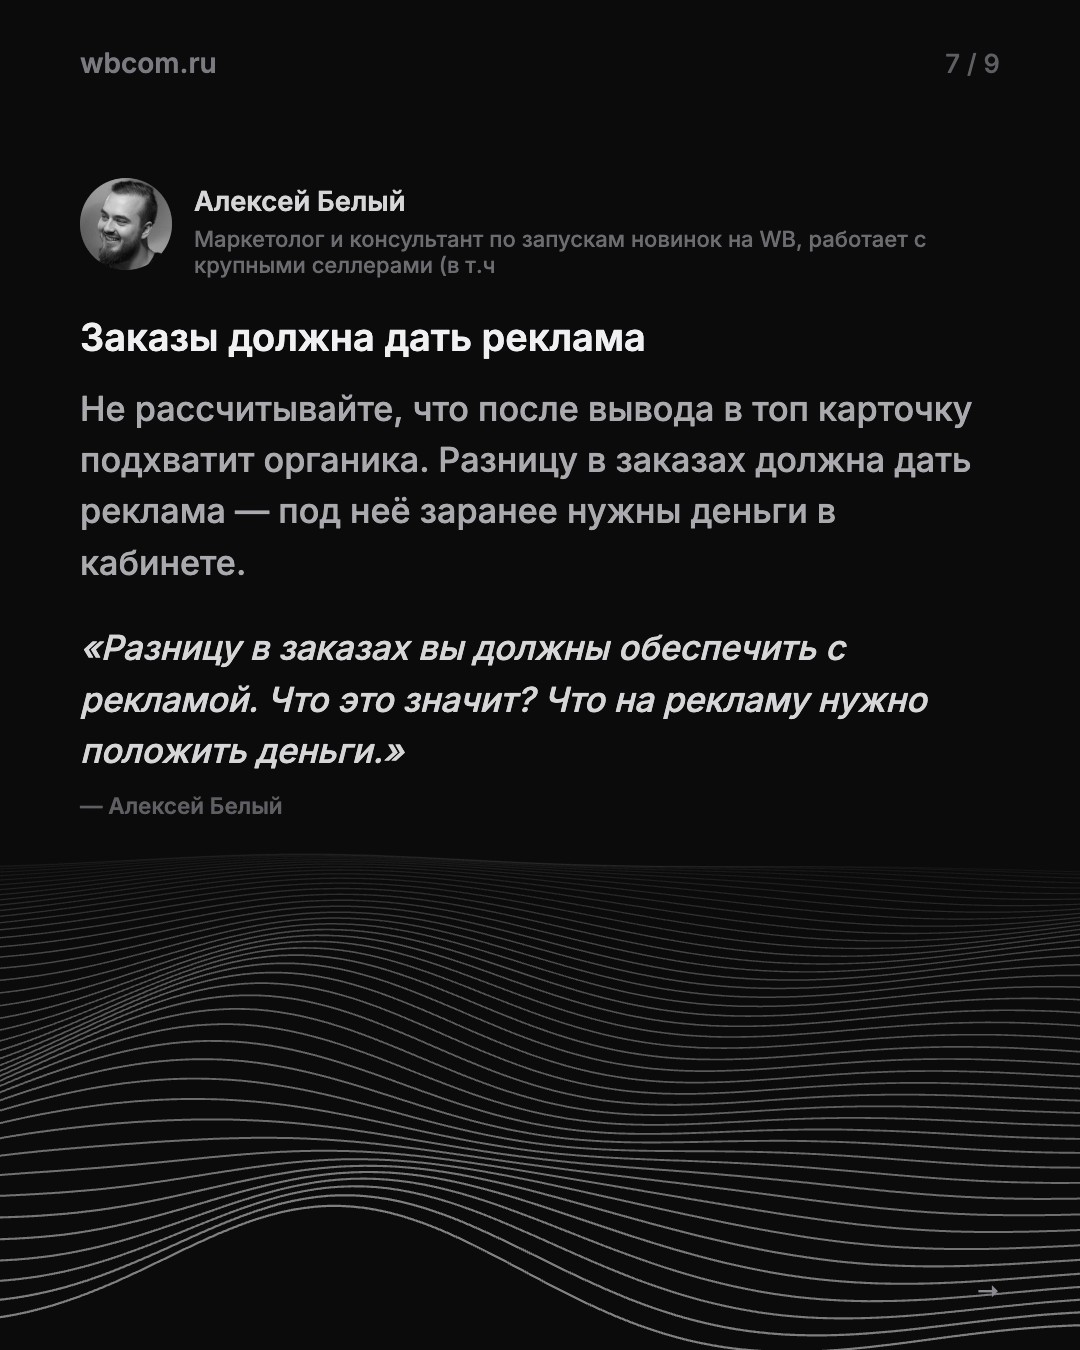 wbcom.ru
7 / 9
Алексей Белый
Маркетолог и консультант по запускам новинок на WB, работает с
крупными селлерами (в т.ч
Заказы должна дать реклама
Не рассчитывайте, что после вывода в топ карточку
подхватит органика. Разницу в заказах должна дать
реклама — под неё заранее нужны деньги в
кабинете.
«Разницу в заказах вы должны обеспечить с
рекламой. Что это значит? Что на рекламу нужно
положить деньги.»
— Алексей Белый
→